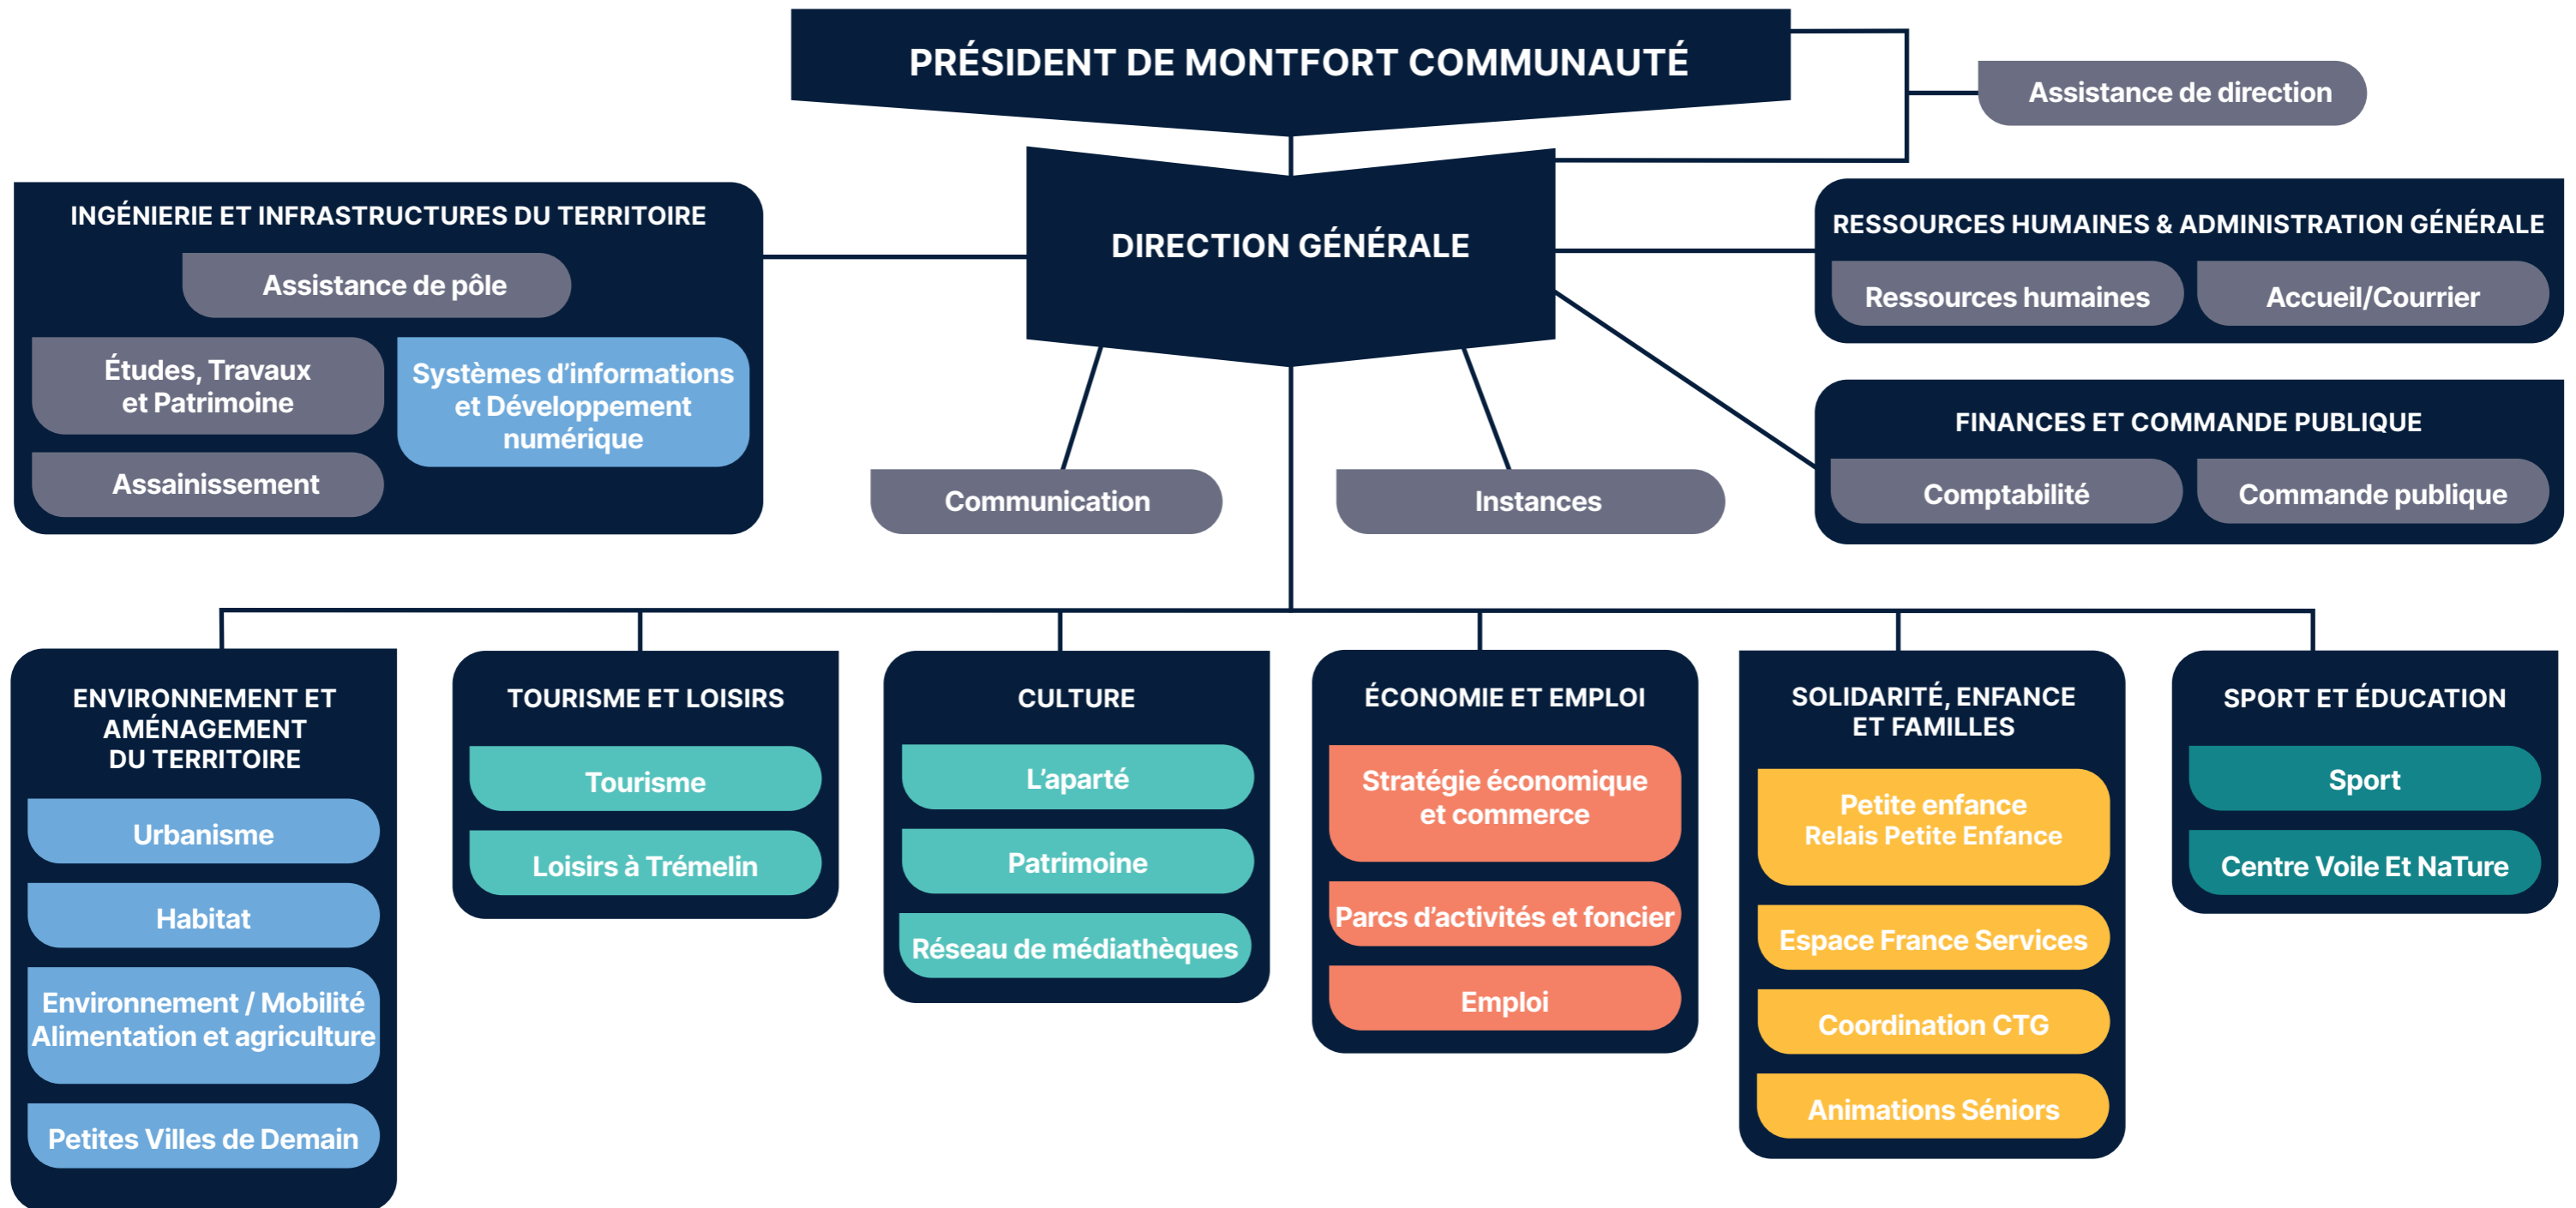 PRÉSIDENT DE MONTFORT COMMUNAUTÉ
Assistance de direction
DIRECTION GÉNÉRALE
INGÉNIERIE ET INFRASTRUCTURES DU TERRITOIRE
Assistance de pôle
Études, Travaux
et Patrimoine
Systèmes d’informations
et Développement
numérique
Assainissement
Communication
Instances
RESSOURCES HUMAINES & ADMINISTRATION GÉNÉRALE
Ressources humaines
Accueil/Courrier
FINANCES ET COMMANDE PUBLIQUE
Comptabilité
Commande publique
ENVIRONNEMENT ET
AMÉNAGEMENT
DU TERRITOIRE
Urbanisme
Habitat
Environnement / Mobilité
Alimentation et agriculture
Petites Villes de Demain
TOURISME ET LOISIRS
Tourisme
Loisirs à Trémelin
CULTURE
L’aparté
Patrimoine
Réseau de médiathèques
ÉCONOMIE ET EMPLOI
Stratégie économique
et commerce
Parcs d’activités et foncier
Emploi
SOLIDARITÉ, ENFANCE
ET FAMILLES
Petite enfance
Relais Petite Enfance
Espace France Services
Coordination CTG
Animations Séniors
SPORT ET ÉDUCATION
Sport
Centre Voile Et NaTure